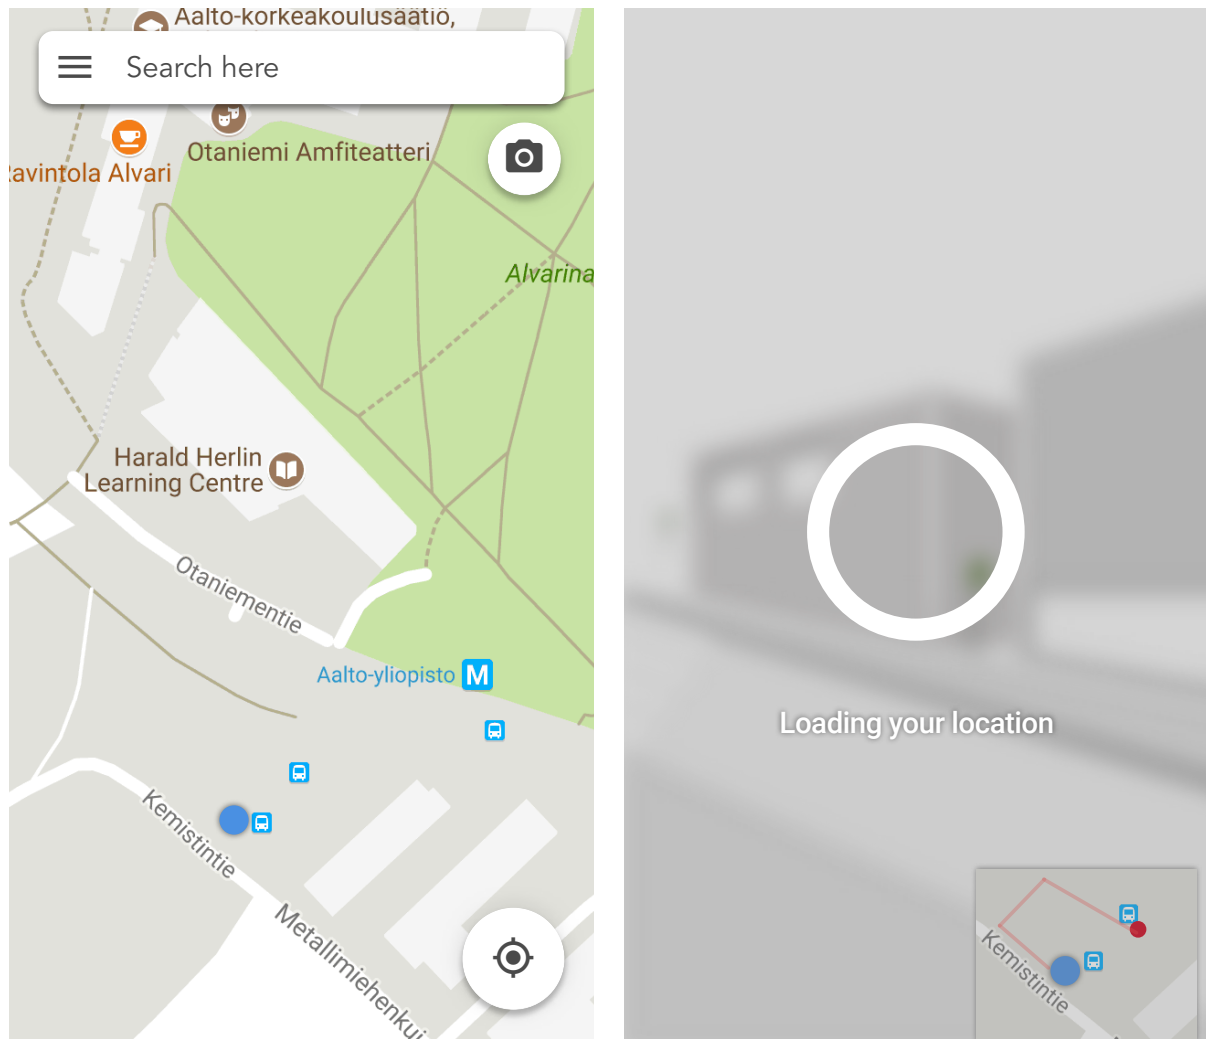 Aalto-korkeakoulusäätiö,
Search here
Otaniemi Amfiteatteri
Ravintola Alvari
Alvarina
Harald Herlin
Learning Centre
Otaniementie
Aalto-yliopisto M
Kemistintie
Metallimiehenkuj
Loading your location
Kemistintie